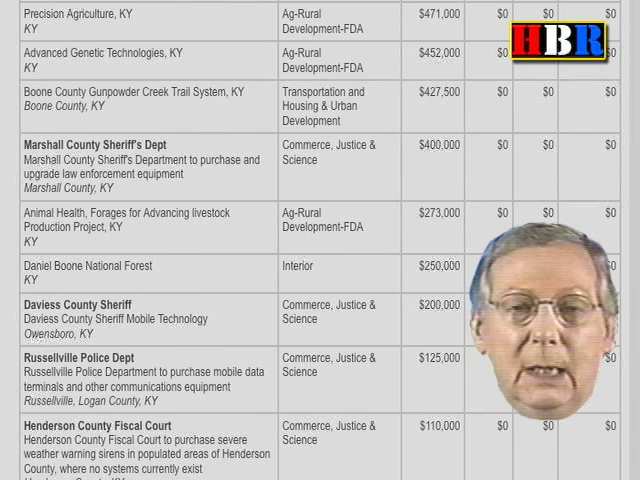 Precision Agriculture, KY Ag-Rural $471,000 $0 $0 $0
KY Development-FDA
Advanced Genetic Technologies, KY Ag-Rural $452,000 $0 $0 $0
KY Development-FDA
HBR
Boone County Gunpowder Creek Trail System, KY Transportation and $427,500 $0 $0 $0
Boone County, KY Housing & Urban
Development
Marshall County Sheriff's Dept Commerce, Justice & $400,000 $0 $0 $0
Marshall County Sheriff's Department to purchase and Science
upgrade law enforcement equipment
Marshall County, KY
Animal Health, Forages for Advancing livestock Ag-Rural $273,000 $0 $0 $0
Production Project, KY Development-FDA
KY
Daniel Boone National Forest Interior $250,000 $0
KY
Daviess County Sheriff Commerce, Justice & $200,000
Daviess County Sheriff Mobile Technology Science
Owensboro, KY
Russellville Police Dept Commerce, Justice & $125,000 $0
Russellville Police Department to purchase mobile data Science
terminals and other communications equipment
Russellville, Logan County, KY
Henderson County Fiscal Court Commerce, Justice & $110,000 $0 $0 $0
Henderson County Fiscal Court to purchase severe Science
weather warning sirens in populated areas of Henderson
County, where no systems currently exist